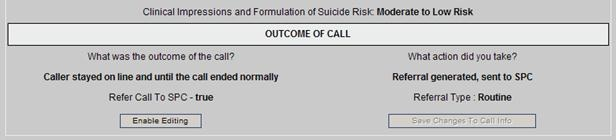 Clinical Impressions and Formulation of Suicide Risk: Moderate to Low Risk
OUTCOME OF CALL
What was the outcome of the call?
What action did you take?
Caller stayed on line and until the call ended normally
Referral generated, sent to SPC
Refer Call To SPC - true
Referral Type : Routine
Enable Editing
Save Changes To Call Info